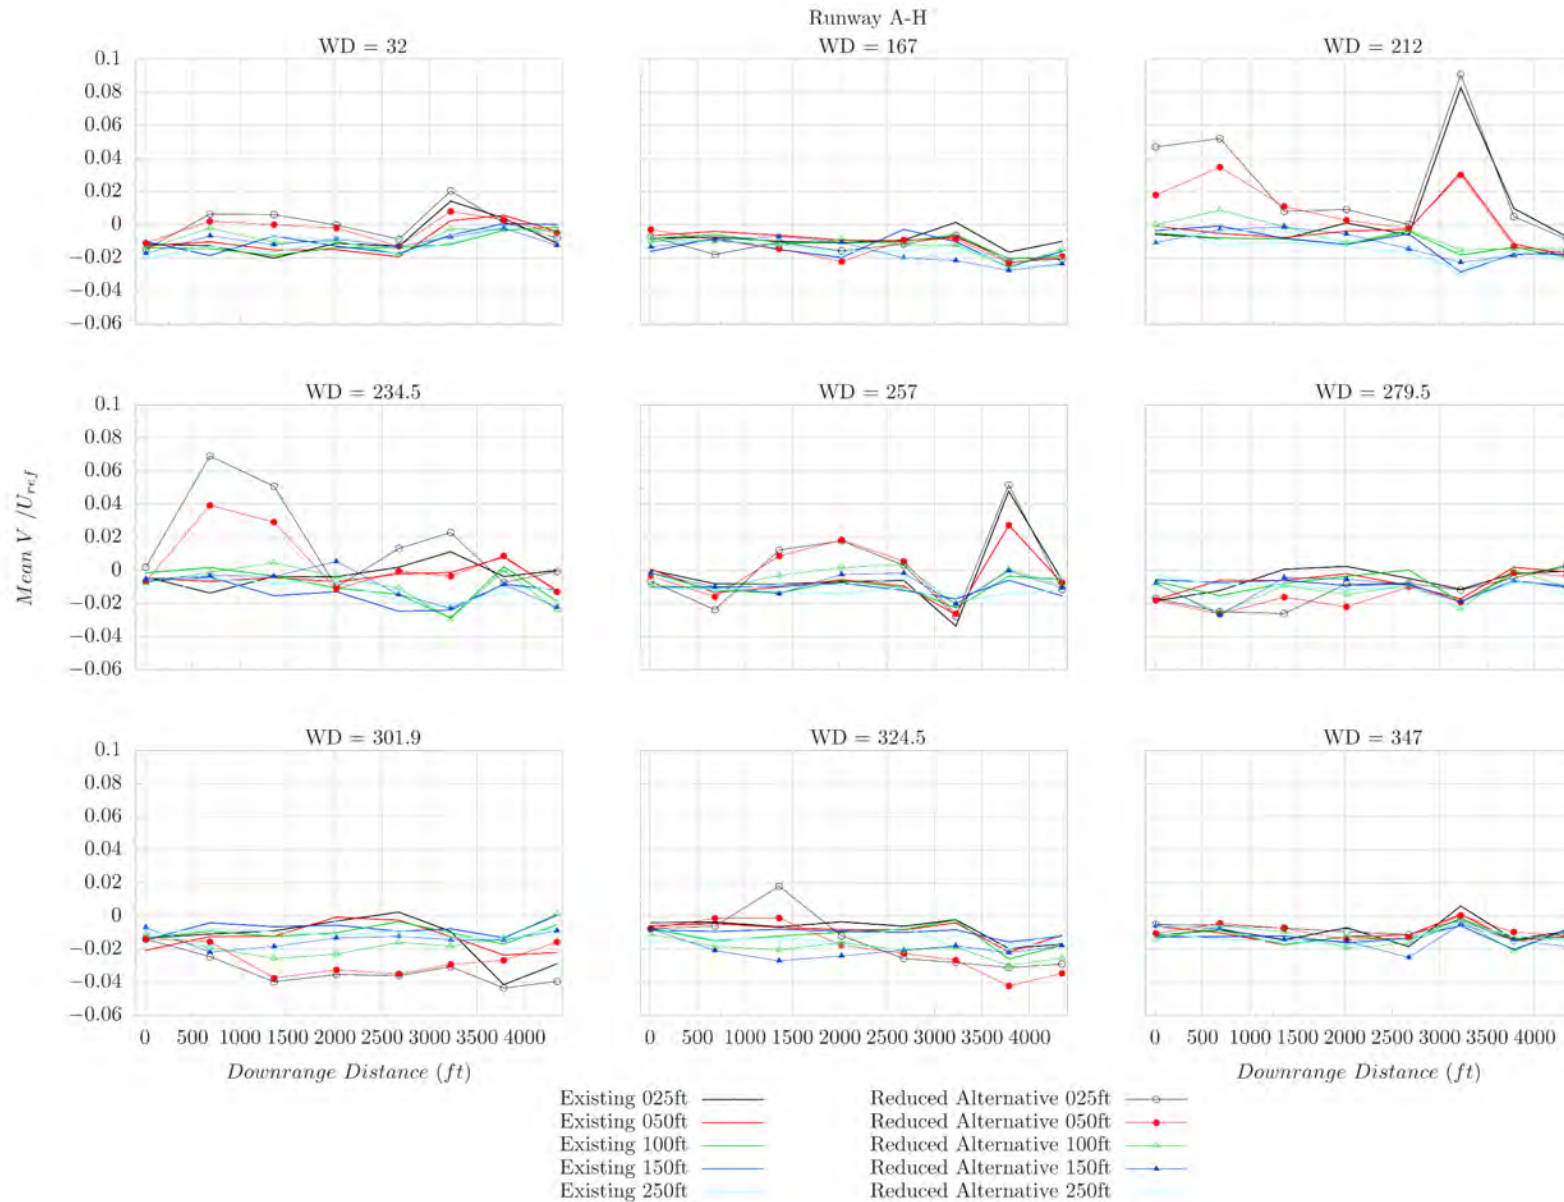 Runway A-H
WD = 32
WD = 167
WD = 212
0.1
0.08
0.06
0.04
0.02
0
−0.02
−0.04
−0.06
WD = 234.5
WD = 257
WD = 279.5
0.1
0.08
0.06
0.04
0.02
0
−0.02
−0.04
−0.06
Mean V /U_ref
WD = 301.9
WD = 324.5
WD = 347
0.1
0.08
0.06
0.04
0.02
0
−0.02
−0.04
−0.06
0 500 1000 1500 2000 2500 3000 3500 4000
0 500 1000 1500 2000 2500 3000 3500 4000
0 500 1000 1500 2000 2500 3000 3500 4000
Downrange Distance (ft)
Downrange Distance (ft)
Existing 025ft
Existing 050ft
Existing 100ft
Existing 150ft
Existing 250ft
Reduced Alternative 025ft
Reduced Alternative 050ft
Reduced Alternative 100ft
Reduced Alternative 150ft
Reduced Alternative 250ft